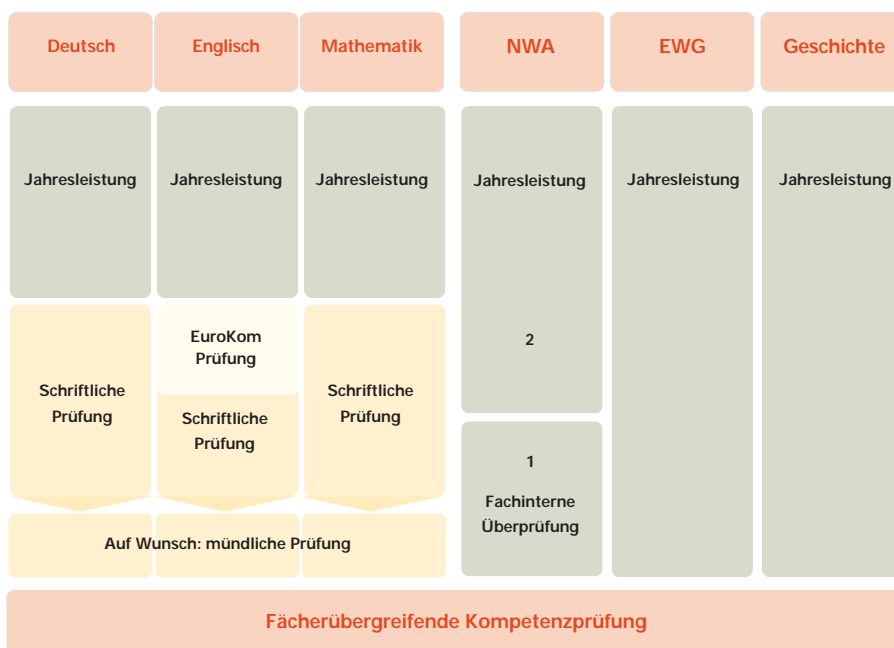 Deutsch
Englisch
Mathematik
NWA
EWG
Geschichte
Jahresleistung
Jahresleistung
Jahresleistung
Jahresleistung
Jahresleistung
Jahresleistung
Schriftliche
Prüfung
EuroKom
Prüfung
Schriftliche
Prüfung
Schriftliche
Prüfung
2
1
Fachinterne
Überprüfung
Auf Wunsch: mündliche Prüfung
Fächerübergreifende Kompetenzprüfung